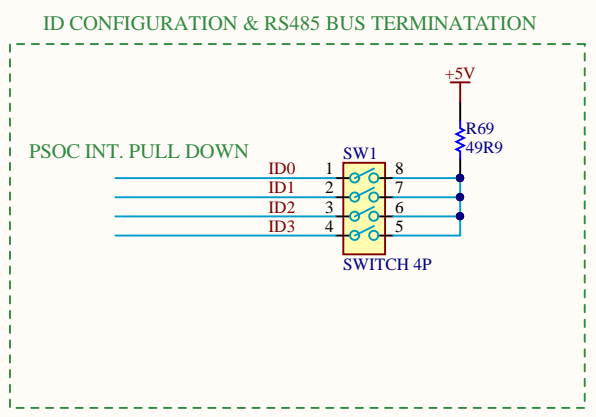 ID CONFIGURATION & RS485 BUS TERMINATATION
+5V
R69
49R9
PSOC INT. PULL DOWN
SW1
ID0 1 8
ID1 2 7
ID2 3 6
ID3 4 5
SWITCH 4P